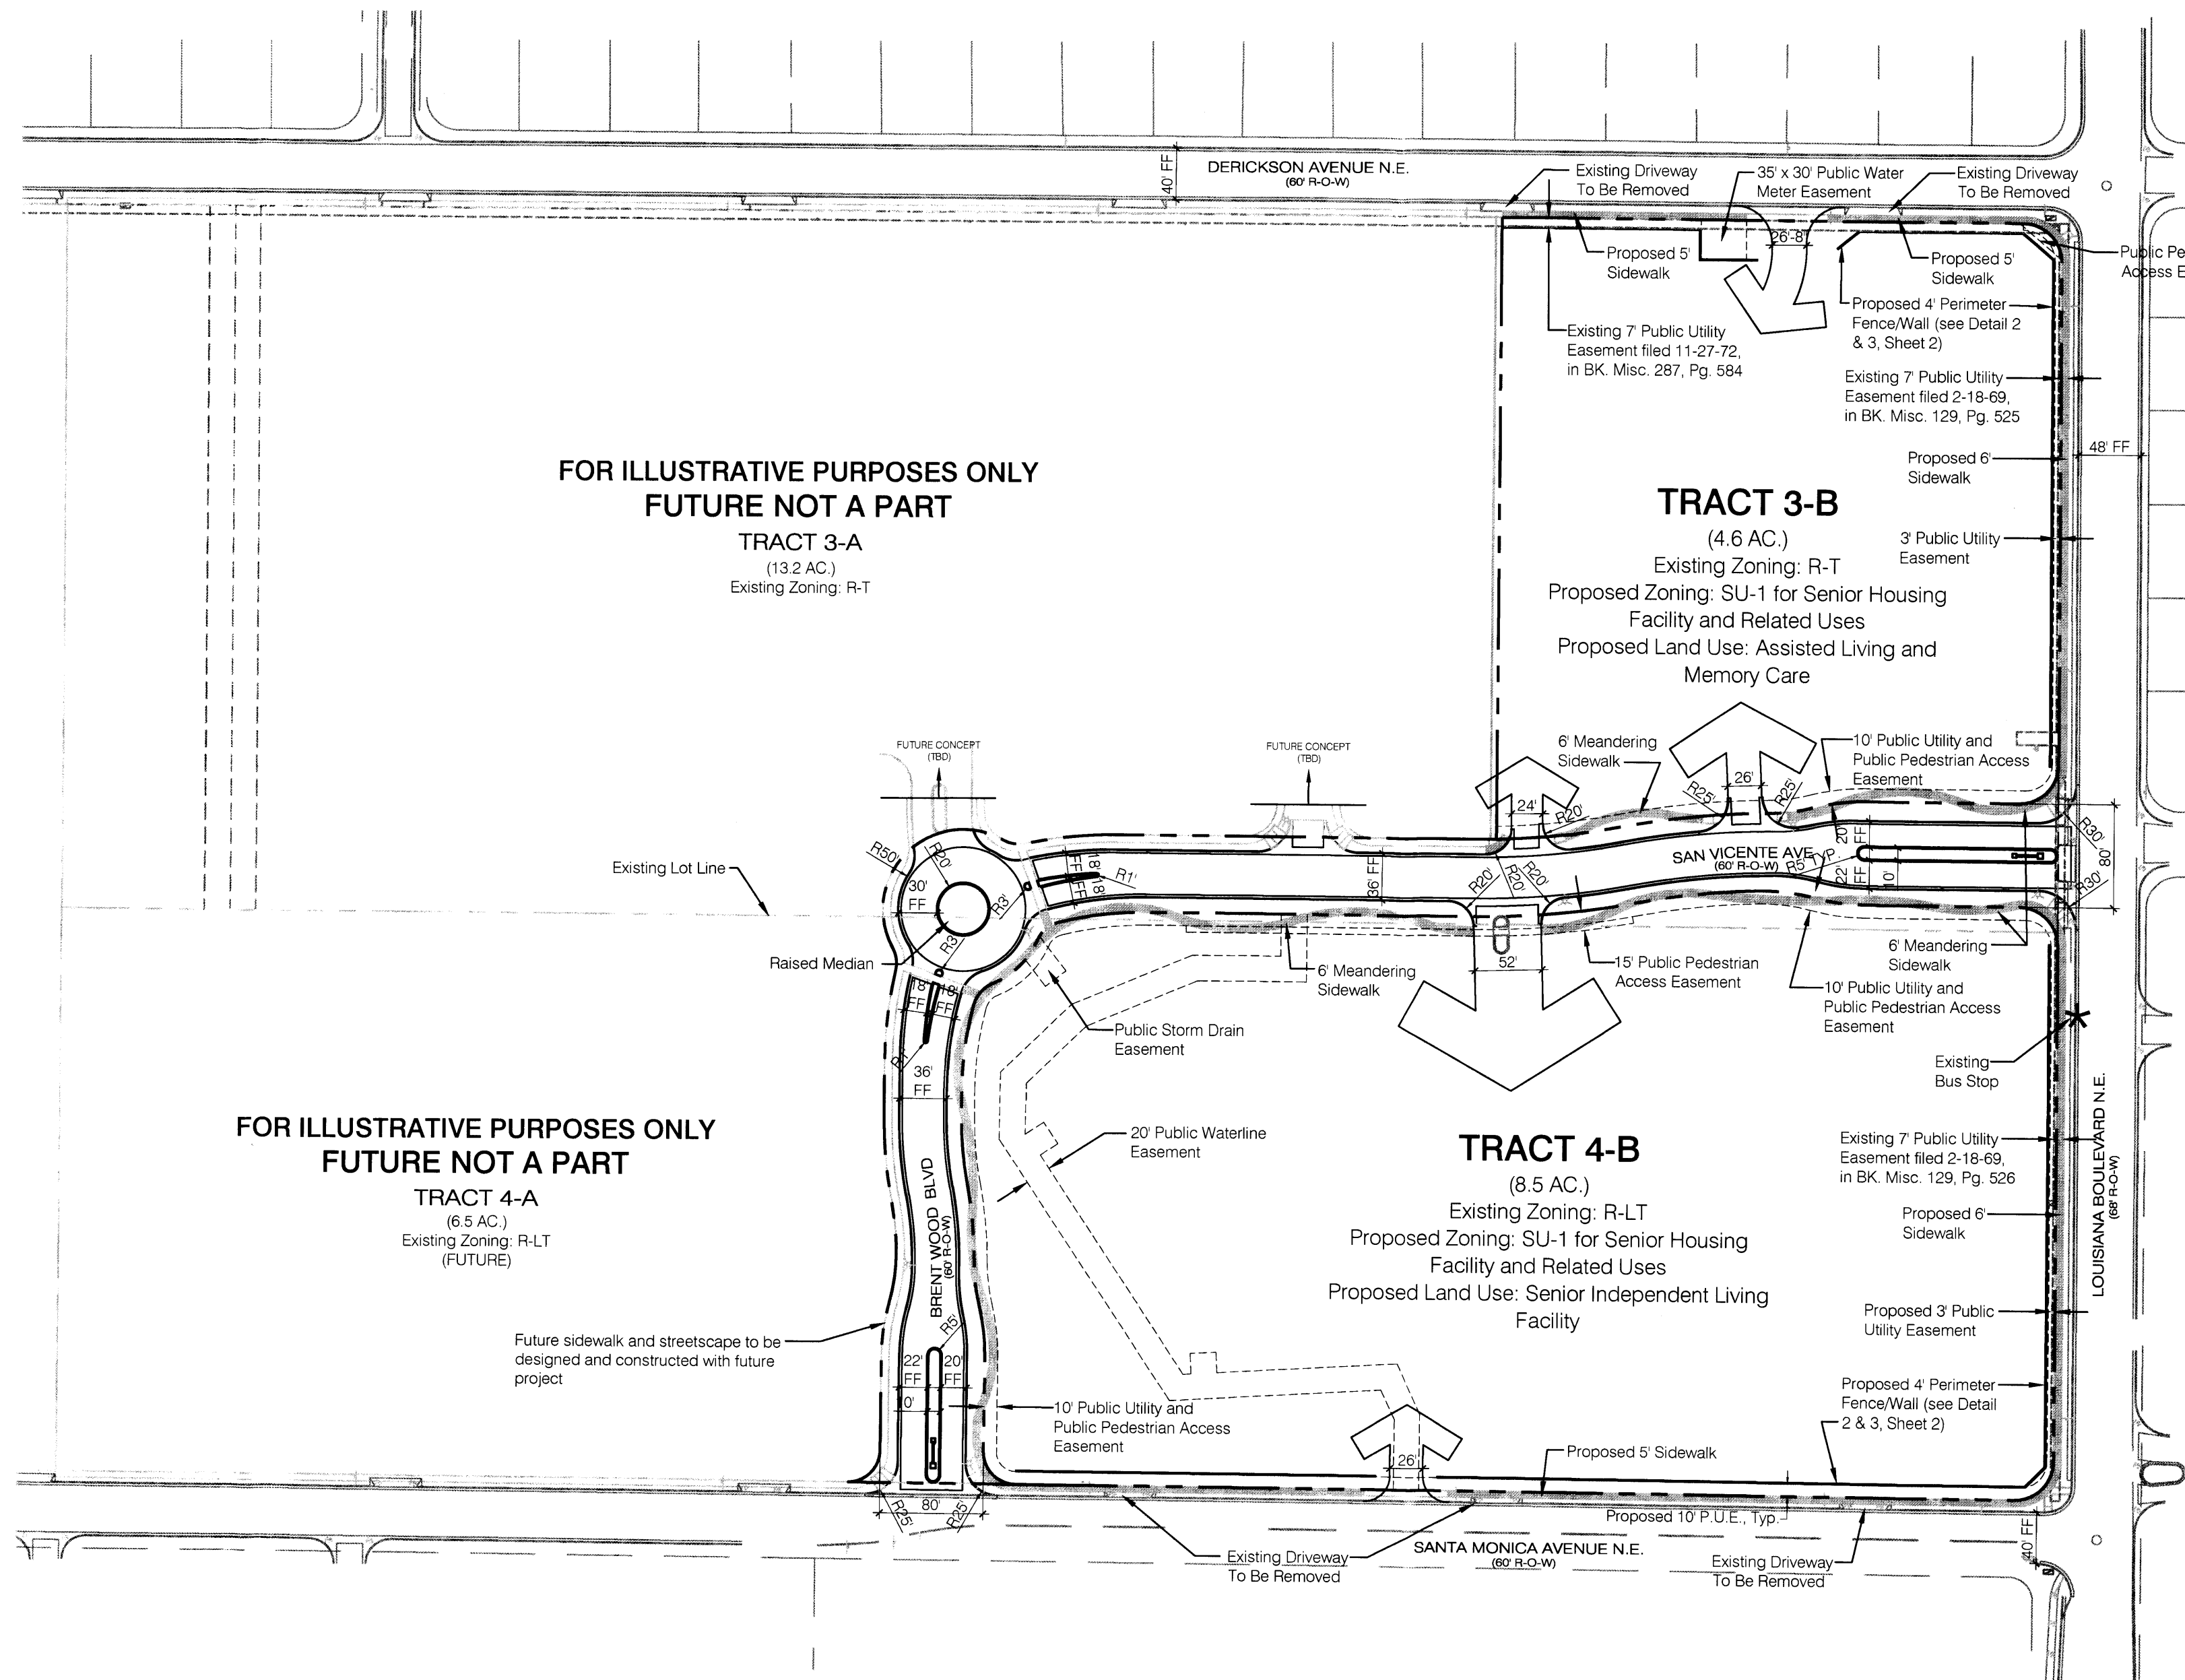 DERICKSON AVENUE N.E.
(60' R-O-W)
40' FF
Existing Driveway
To Be Removed
35' x 30' Public Water
Meter Easement
Existing Driveway
To Be Removed
26'-8"
Proposed 5'
Sidewalk
Proposed 5'
Sidewalk
Public Pe
Access E
Proposed 4' Perimeter
Fence/Wall (see Detail 2
& 3, Sheet 2)
Existing 7' Public Utility
Easement filed 11-27-72,
in BK. Misc. 287, Pg. 584
Existing 7' Public Utility
Easement filed 2-18-69,
in BK. Misc. 129, Pg. 525
48' FF
Proposed 6'
Sidewalk
3' Public Utility
Easement
FOR ILLUSTRATIVE PURPOSES ONLY
FUTURE NOT A PART
TRACT 3-A
(13.2 AC.)
Existing Zoning: R-T
TRACT 3-B
(4.6 AC.)
Existing Zoning: R-T
Proposed Zoning: SU-1 for Senior Housing
Facility and Related Uses
Proposed Land Use: Assisted Living and
Memory Care
FUTURE CONCEPT
(TBD)
FUTURE CONCEPT
(TBD)
6' Meandering
Sidewalk
10' Public Utility and
Public Pedestrian Access
Easement
24'
R20'
26'
R25'
R25'
20'
FF
R30'
80'
SAN VICENTE AVE
(60' R-O-W)
R5' TYP.
22'
FF
10'
R30'
Existing Lot Line
R50'
R20'
30'
FF
R3'
R3'
18'
FF
18'
FF
R1'
36' FF
R20'
R20'
R20'
Raised Median
52'
6' Meandering
Sidewalk
15' Public Pedestrian
Access Easement
6' Meandering
Sidewalk
10' Public Utility and
Public Pedestrian Access
Easement
Public Storm Drain
Easement
18'
FF
18'
FF
R1'
36'
FF
Existing
Bus Stop
LOUISIANA BOULEVARD N.E.
(68' R-O-W)
FOR ILLUSTRATIVE PURPOSES ONLY
FUTURE NOT A PART
TRACT 4-A
(6.5 AC.)
Existing Zoning: R-LT
(FUTURE)
20' Public Waterline
Easement
BRENT WOOD BLVD
(60' R-O-W)
TRACT 4-B
(8.5 AC.)
Existing Zoning: R-LT
Proposed Zoning: SU-1 for Senior Housing
Facility and Related Uses
Proposed Land Use: Senior Independent Living
Facility
Existing 7' Public Utility
Easement filed 2-18-69,
in BK. Misc. 129, Pg. 526
Proposed 6'
Sidewalk
Proposed 3' Public
Utility Easement
Future sidewalk and streetscape to be
designed and constructed with future
project
R5'
22'
FF
20'
FF
10' Public Utility and
Public Pedestrian Access
Easement
Proposed 4' Perimeter
Fence/Wall (see Detail
2 & 3, Sheet 2)
26'
Proposed 5' Sidewalk
80'
R25'
R25'
Proposed 10' P.U.E., Typ.
SANTA MONICA AVENUE N.E.
(60' R-O-W)
Existing Driveway
To Be Removed
Existing Driveway
To Be Removed
40' FF